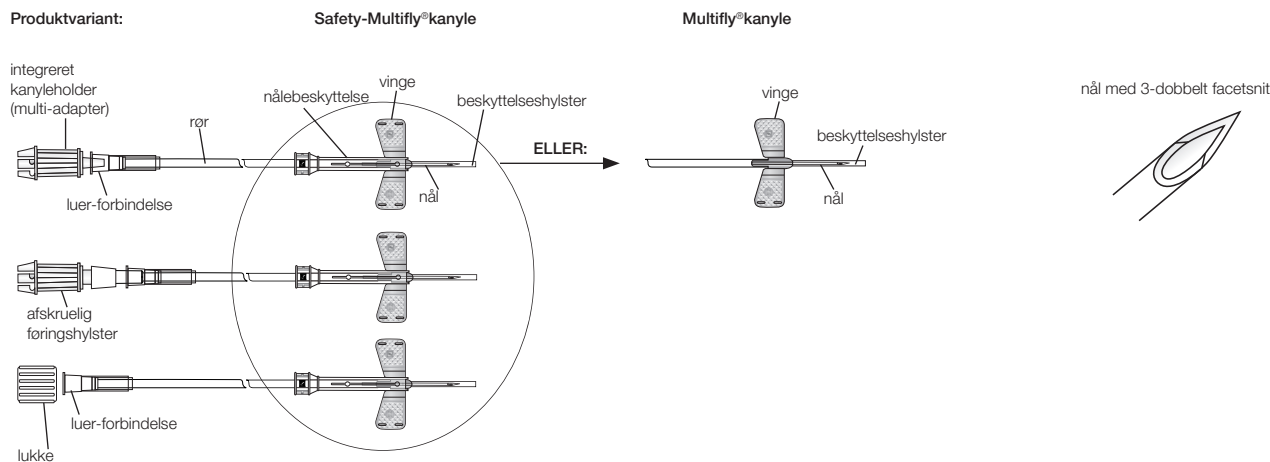 Produktvariant:
Safety-Multifly®kanyle
Multifly®kanyle
integreret
kanyleholder
(multi-adapter)
rør
luer-forbindelse
nålebeskyttelse
vinge
beskyttelseshylster
nål
ELLER:
vinge
beskyttelseshylster
nål
nål med 3-dobbelt facetsnit
afskruelig
føringshylster
luer-forbindelse
lukke